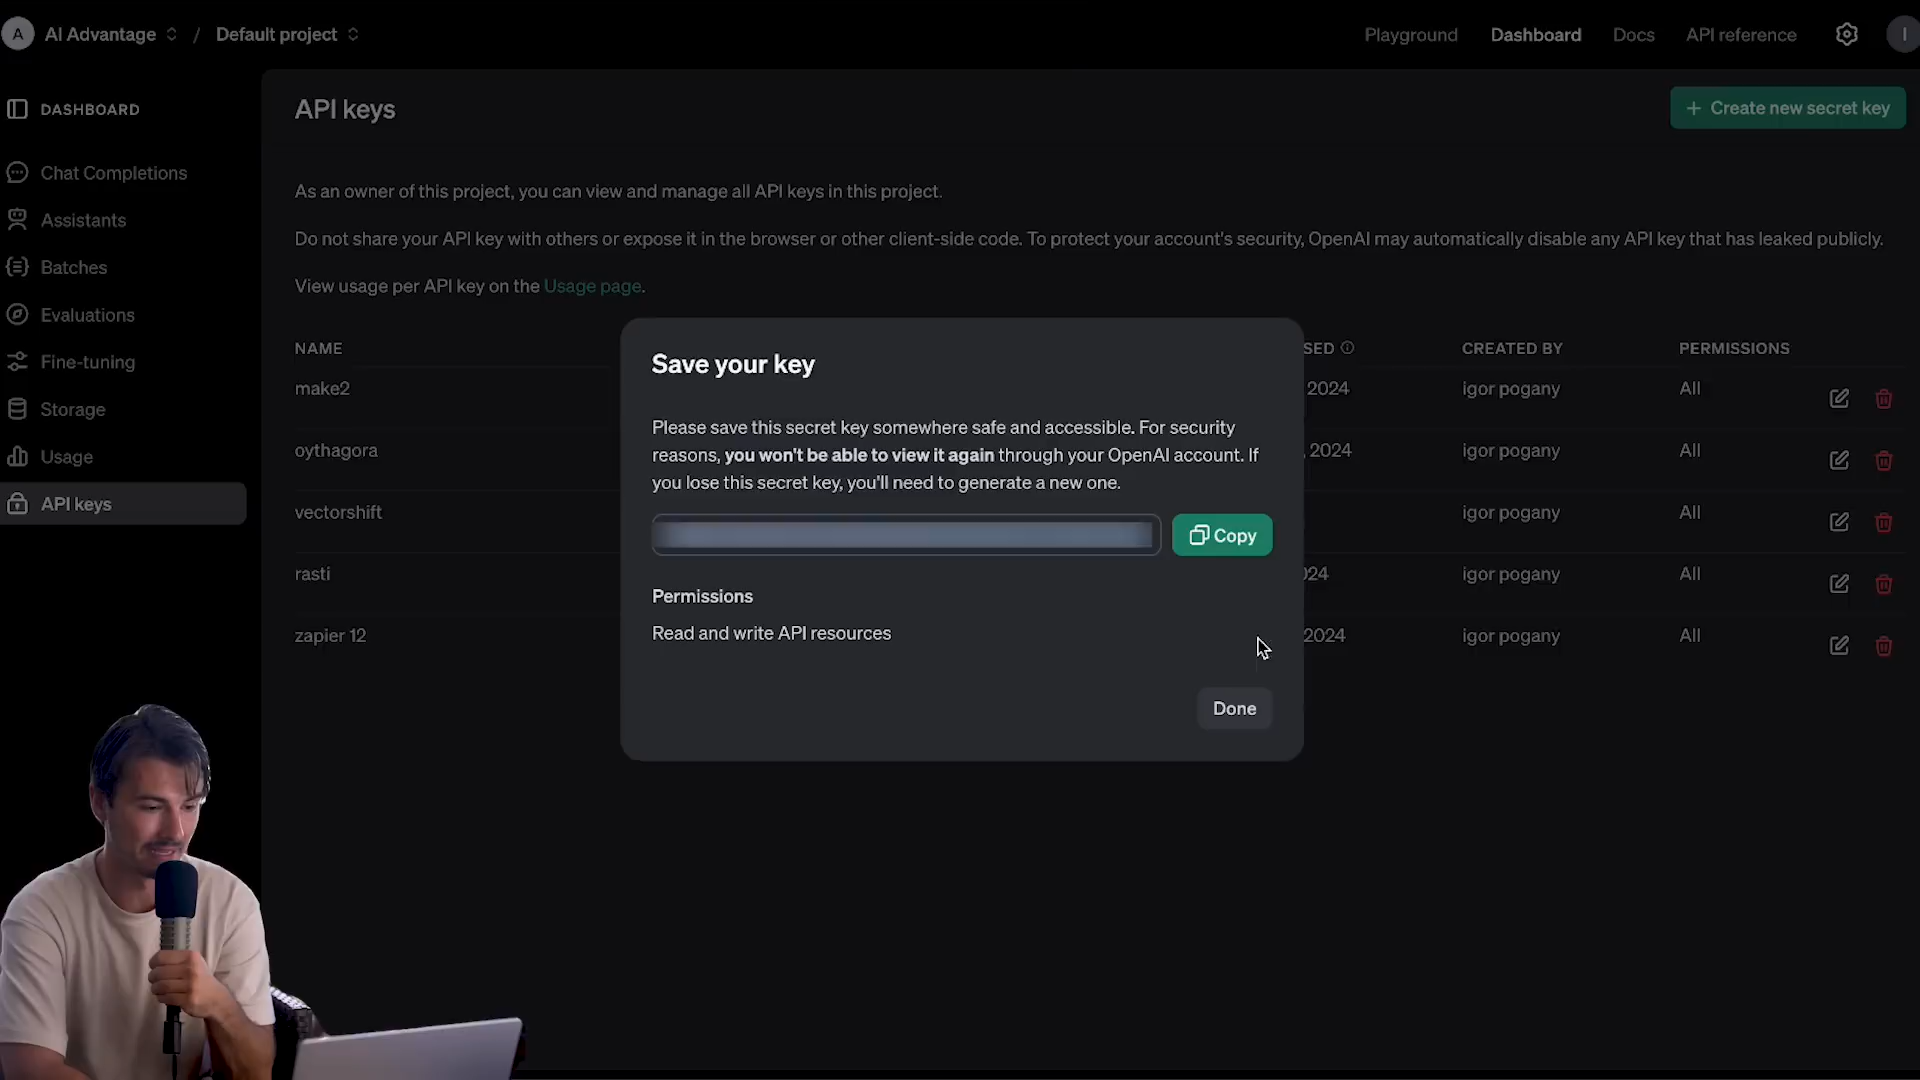 A AI Advantage / Default project
Playground Dashboard Docs API reference I
DASHBOARD
Chat Completions
Assistants
Batches
Evaluations
Fine-tuning
Storage
Usage
API keys
API keys
+ Create new secret key
As an owner of this project, you can view and manage all API keys in this project.
Do not share your API key with others or expose it in the browser or other client-side code. To protect your account's security, OpenAI may automatically disable any API key that has leaked publicly.
View usage per API key on the Usage page.
NAME SED CREATED BY PERMISSIONS
make2 2024 igor pogany All
oythagora , 2024 igor pogany All
vectorshift igor pogany All
rasti 024 igor pogany All
zapier 12 2024 igor pogany All
Save your key
Please save this secret key somewhere safe and accessible. For security
reasons, you won't be able to view it again through your OpenAI account. If
you lose this secret key, you'll need to generate a new one.
Copy
Permissions
Read and write API resources
Done